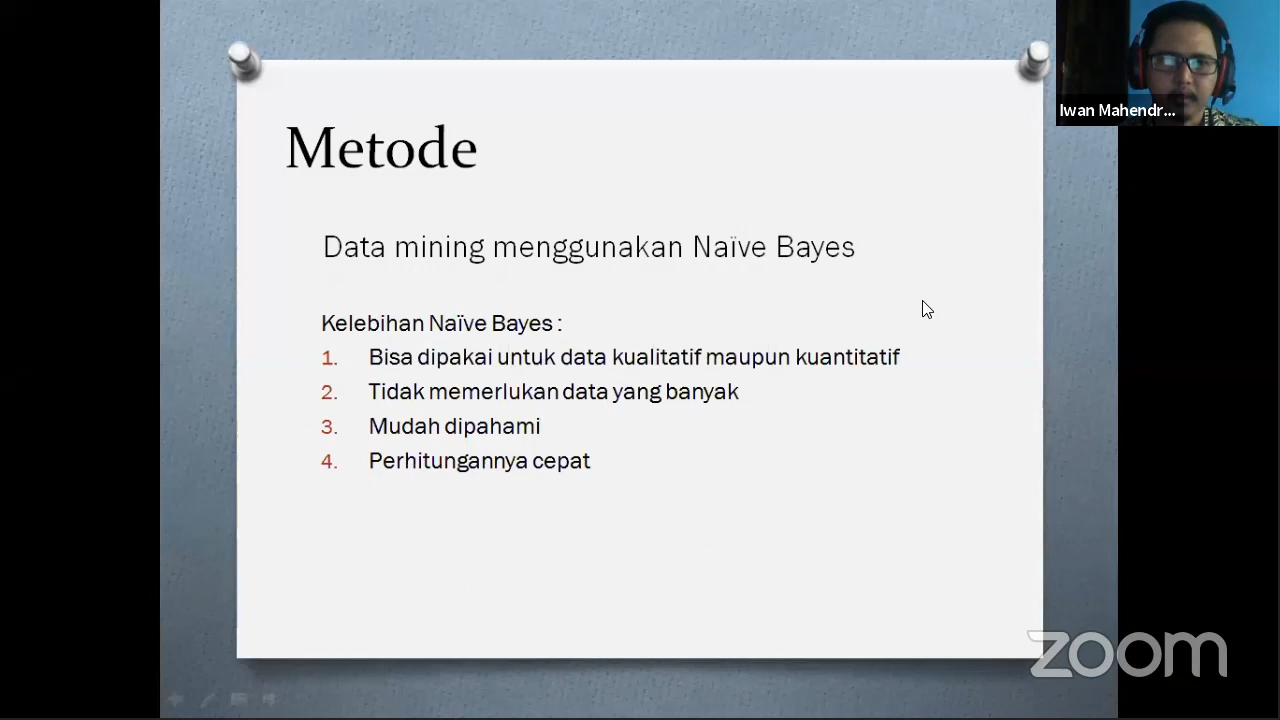 Metode
Data mining menggunakan Naïve Bayes
Kelebihan Naïve Bayes :
1. Bisa dipakai untuk data kualitatif maupun kuantitatif
2. Tidak memerlukan data yang banyak
3. Mudah dipahami
4. Perhitungannya cepat
Iwan Mahendr...
zoom